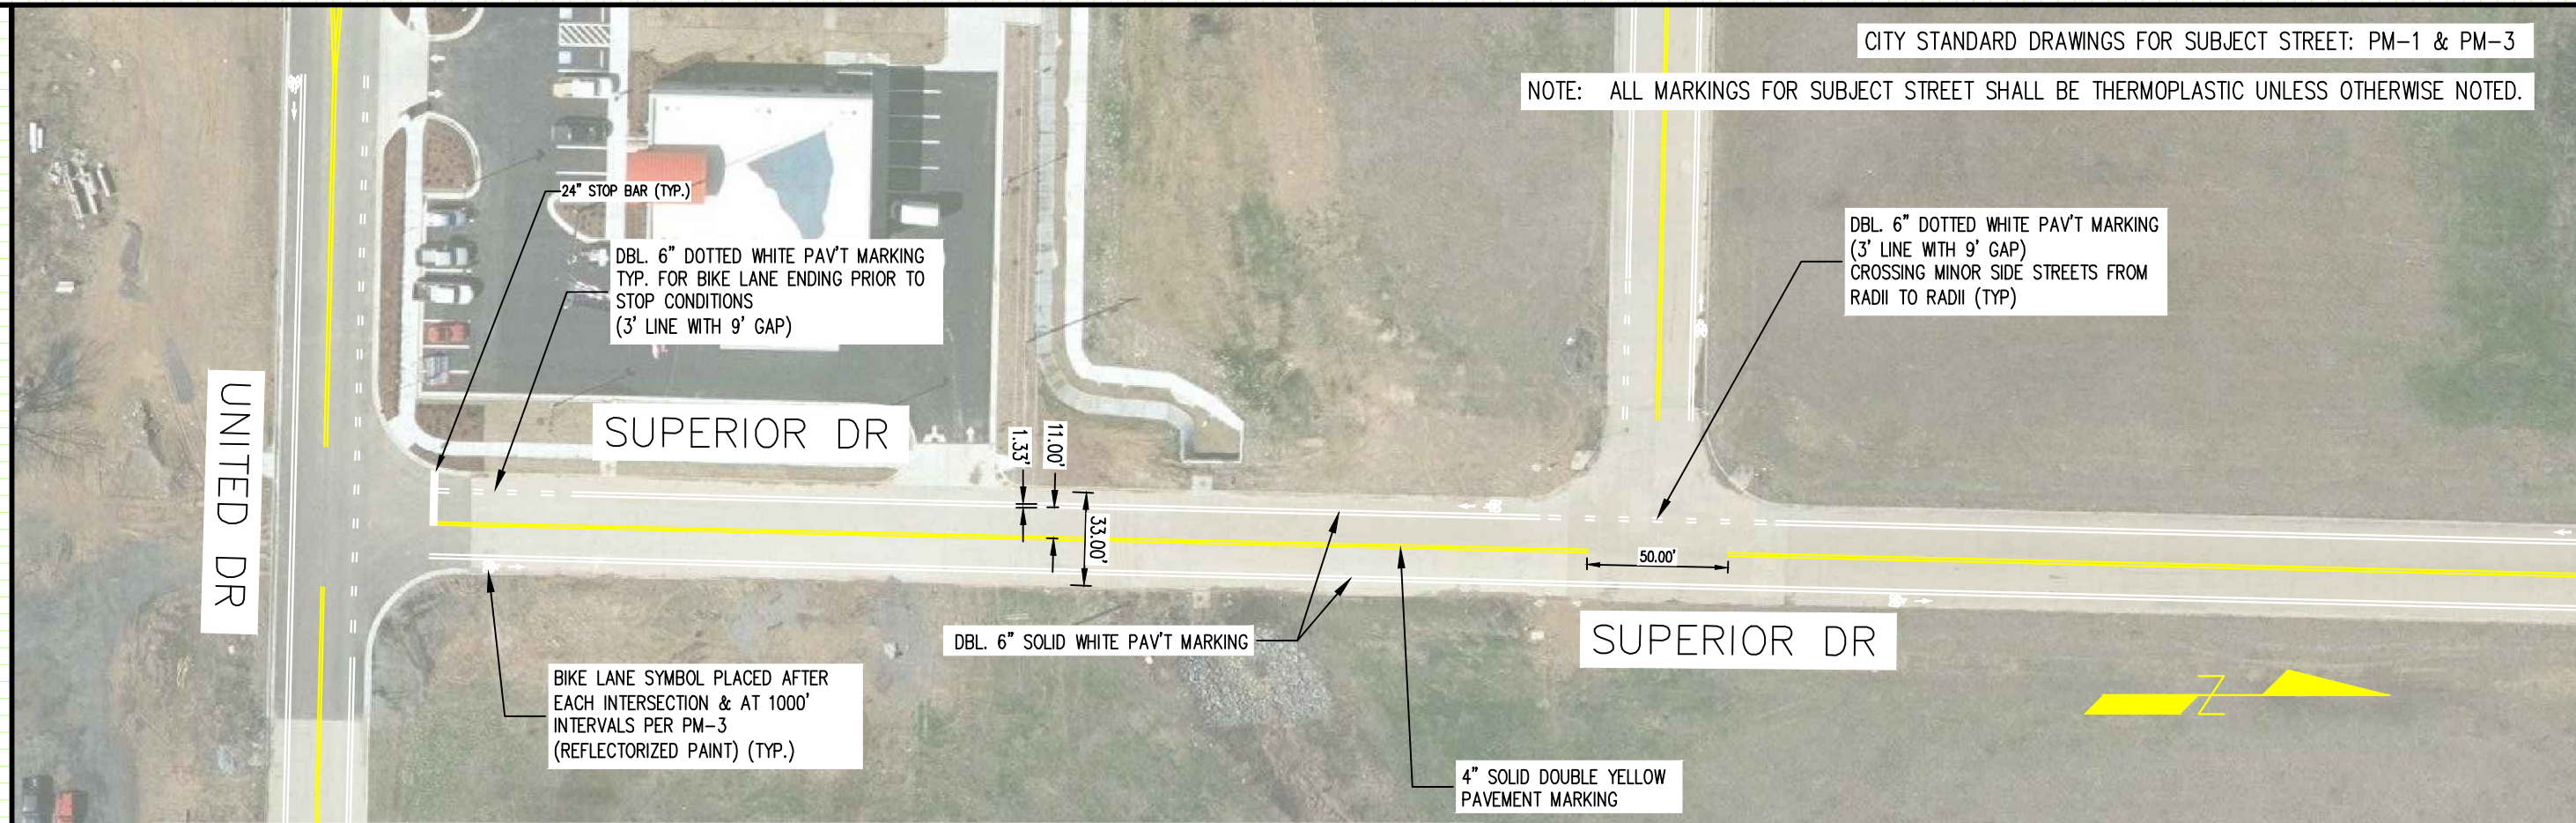 CITY STANDARD DRAWINGS FOR SUBJECT STREET: PM-1 & PM-3
NOTE: ALL MARKINGS FOR SUBJECT STREET SHALL BE THERMOPLASTIC UNLESS OTHERWISE NOTED.
24" STOP BAR (TYP.)
DBL. 6" DOTTED WHITE PAV'T MARKING
TYP. FOR BIKE LANE ENDING PRIOR TO
STOP CONDITIONS
(3' LINE WITH 9' GAP)
DBL. 6" DOTTED WHITE PAV'T MARKING
(3' LINE WITH 9' GAP)
CROSSING MINOR SIDE STREETS FROM
RADII TO RADII (TYP)
UNITED DR
SUPERIOR DR
1.33'
11.00'
33.00'
50.00'
DBL. 6" SOLID WHITE PAV'T MARKING
SUPERIOR DR
BIKE LANE SYMBOL PLACED AFTER
EACH INTERSECTION & AT 1000'
INTERVALS PER PM-3
(REFLECTORIZED PAINT) (TYP.)
4" SOLID DOUBLE YELLOW
PAVEMENT MARKING
Z